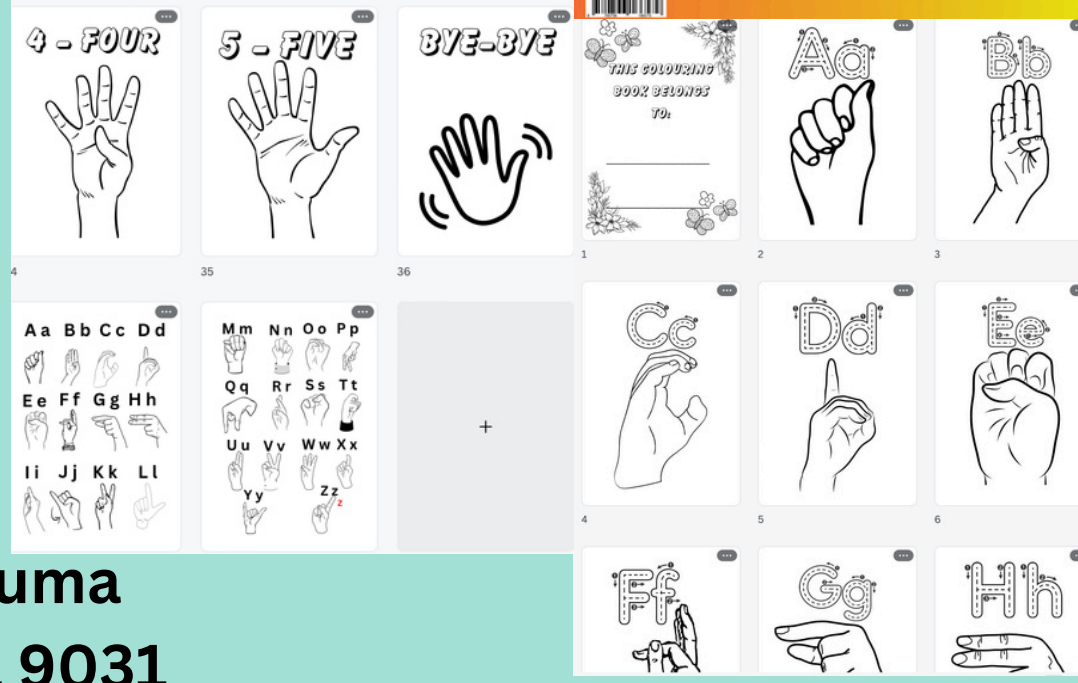 4 - FOUR
5 - FIVE
BYE-BYE
4
35
36
Aa Bb Cc Dd
Ee Ff Gg Hh
Ii Jj Kk Ll
Mm Nn Oo Pp
Qq Rr Ss Tt
Uu Vv Ww Xx
Yy Zz
z
uma
9031
THIS COLOURING
BOOK BELONGS
TO:
1
Aa
2
Bb
3
Cc
4
Dd
5
Ee
6
Ff
Gg
Hh